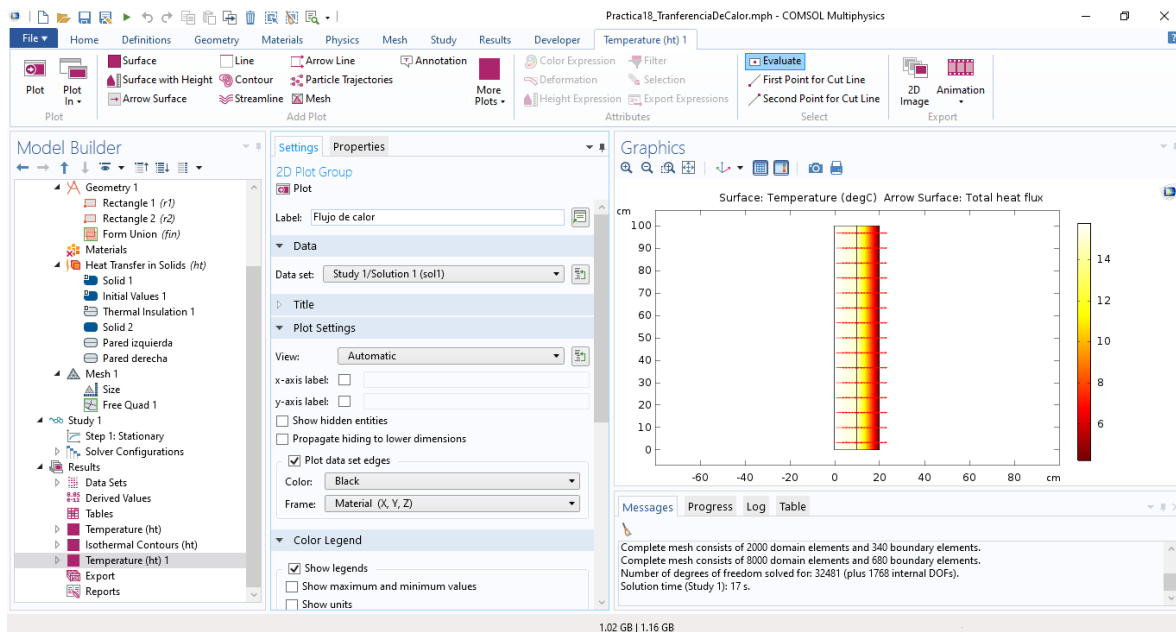 Practica18_TranferenciaDeCalor.mph - COMSOL Multiphysics
File Home Definitions Geometry Materials Physics Mesh Study Results Developer Temperature (ht) 1
Plot
Plot In
Plot
Surface Line Arrow Line Annotation
Surface with Height Contour Particle Trajectories
Arrow Surface Streamline Mesh
More Plots
Add Plot
Color Expression Filter
Deformation Selection
Height Expression Export Expressions
Attributes
Evaluate
First Point for Cut Line
Second Point for Cut Line
Select
2D Image
Animation
Export
Model Builder
Geometry 1
Rectangle 1 (r1)
Rectangle 2 (r2)
Form Union (fin)
Materials
Heat Transfer in Solids (ht)
Solid 1
Initial Values 1
Thermal Insulation 1
Solid 2
Pared izquierda
Pared derecha
Mesh 1
Size
Free Quad 1
Study 1
Step 1: Stationary
Solver Configurations
Results
Data Sets
8.85
e-12
Derived Values
Tables
Temperature (ht)
Isothermal Contours (ht)
Temperature (ht) 1
Export
Reports
Settings Properties
2D Plot Group
Plot
Label: Flujo de calor
Data
Data set: Study 1/Solution 1 (sol1)
Title
Plot Settings
View: Automatic
x-axis label:
y-axis label:
Show hidden entities
Propagate hiding to lower dimensions
Plot data set edges
Color: Black
Frame: Material (X, Y, Z)
Color Legend
Show legends
Show maximum and minimum values
Show units
Graphics
Surface: Temperature (degC) Arrow Surface: Total heat flux
cm
100
90
80
70
60
50
40
30
20
10
0
-60 -40 -20 0 20 40 60 80 cm
14
12
10
8
6
Messages Progress Log Table
Complete mesh consists of 2000 domain elements and 340 boundary elements.
Complete mesh consists of 8000 domain elements and 680 boundary elements.
Number of degrees of freedom solved for: 32481 (plus 1768 internal DOFs).
Solution time (Study 1): 17 s.
1.02 GB | 1.16 GB